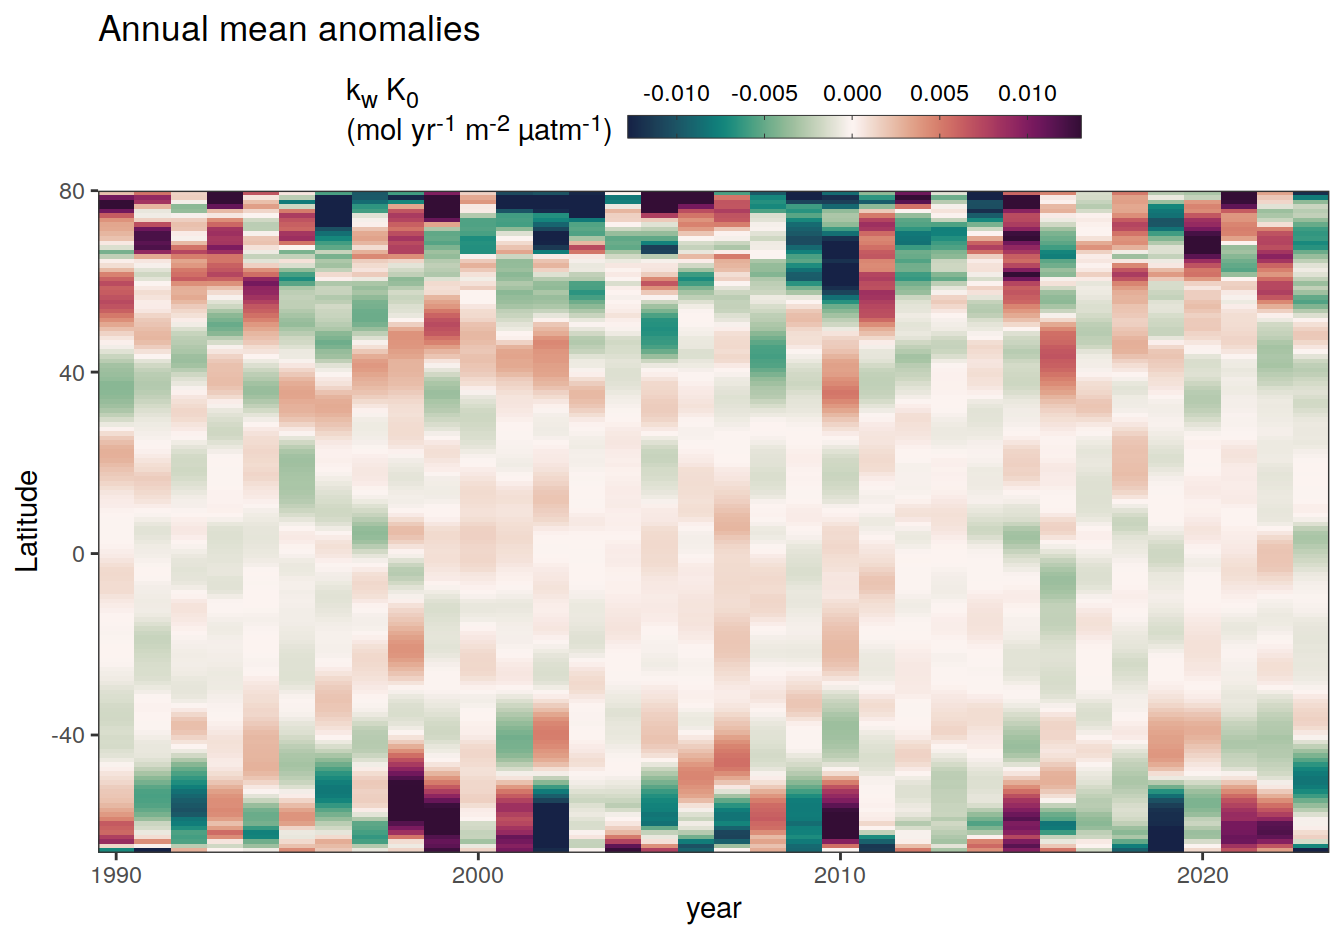 Annual mean anomalies
k_w K_0
(mol yr⁻¹ m⁻² µatm⁻¹)
-0.010 -0.005 0.000 0.005 0.010
80
40
0
-40
Latitude
1990 2000 2010 2020
year